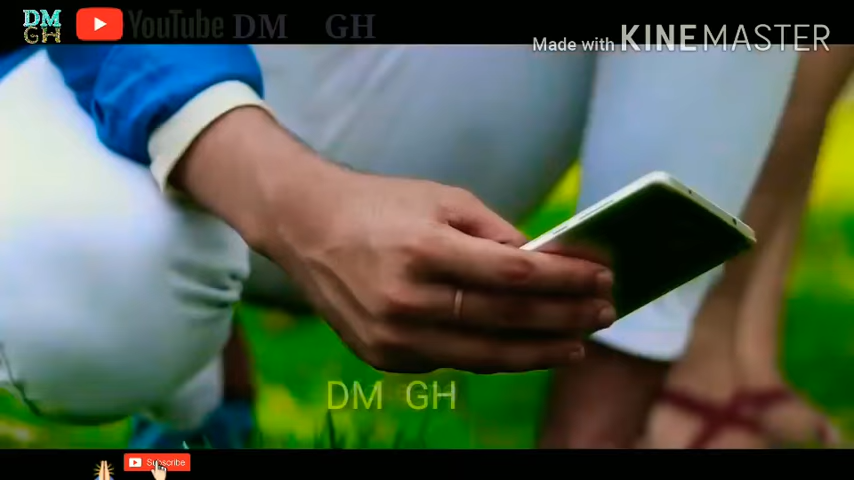 DM
GH
YouTube DM GH
Made with KINEMASTER
DM GH
Subscribe